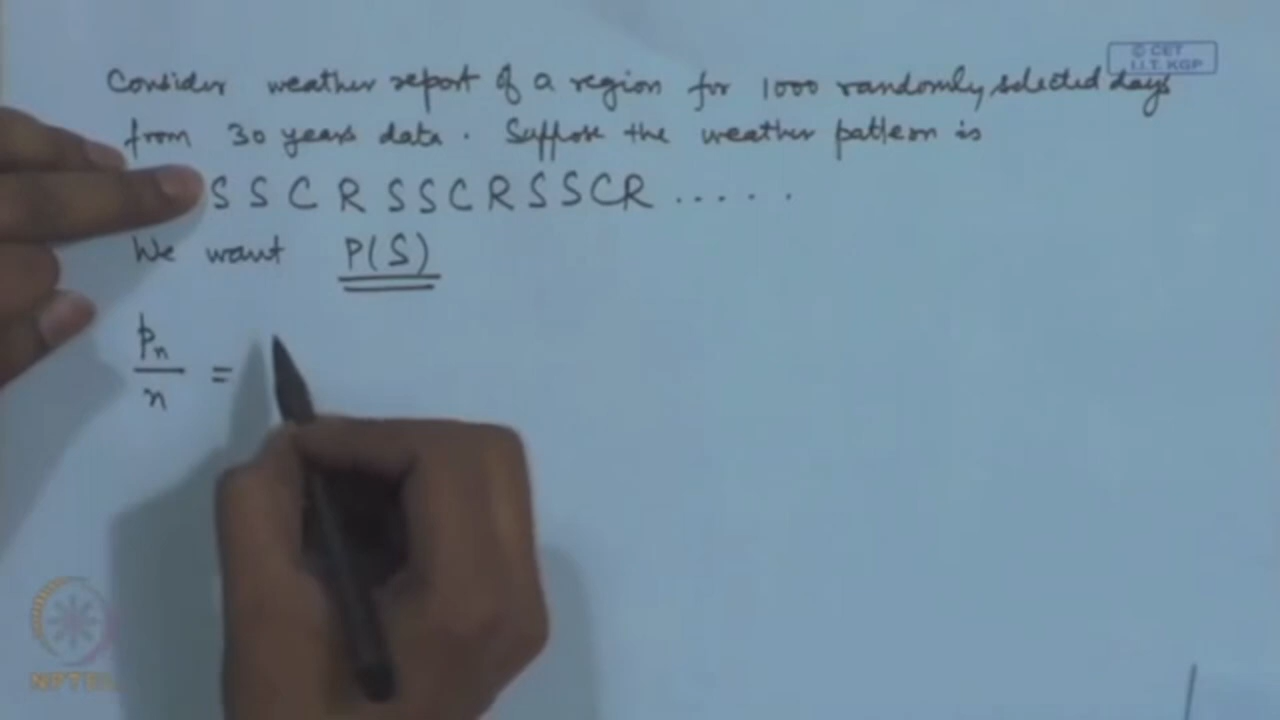 © CET
I.I.T. KGP
Consider weather report of a region for 1000 randomly selected days
from 30 years data. Suppose the weather pattern is
S S C R S S C R S S C R .....
We want P(S)
pn
n =
NPTEL